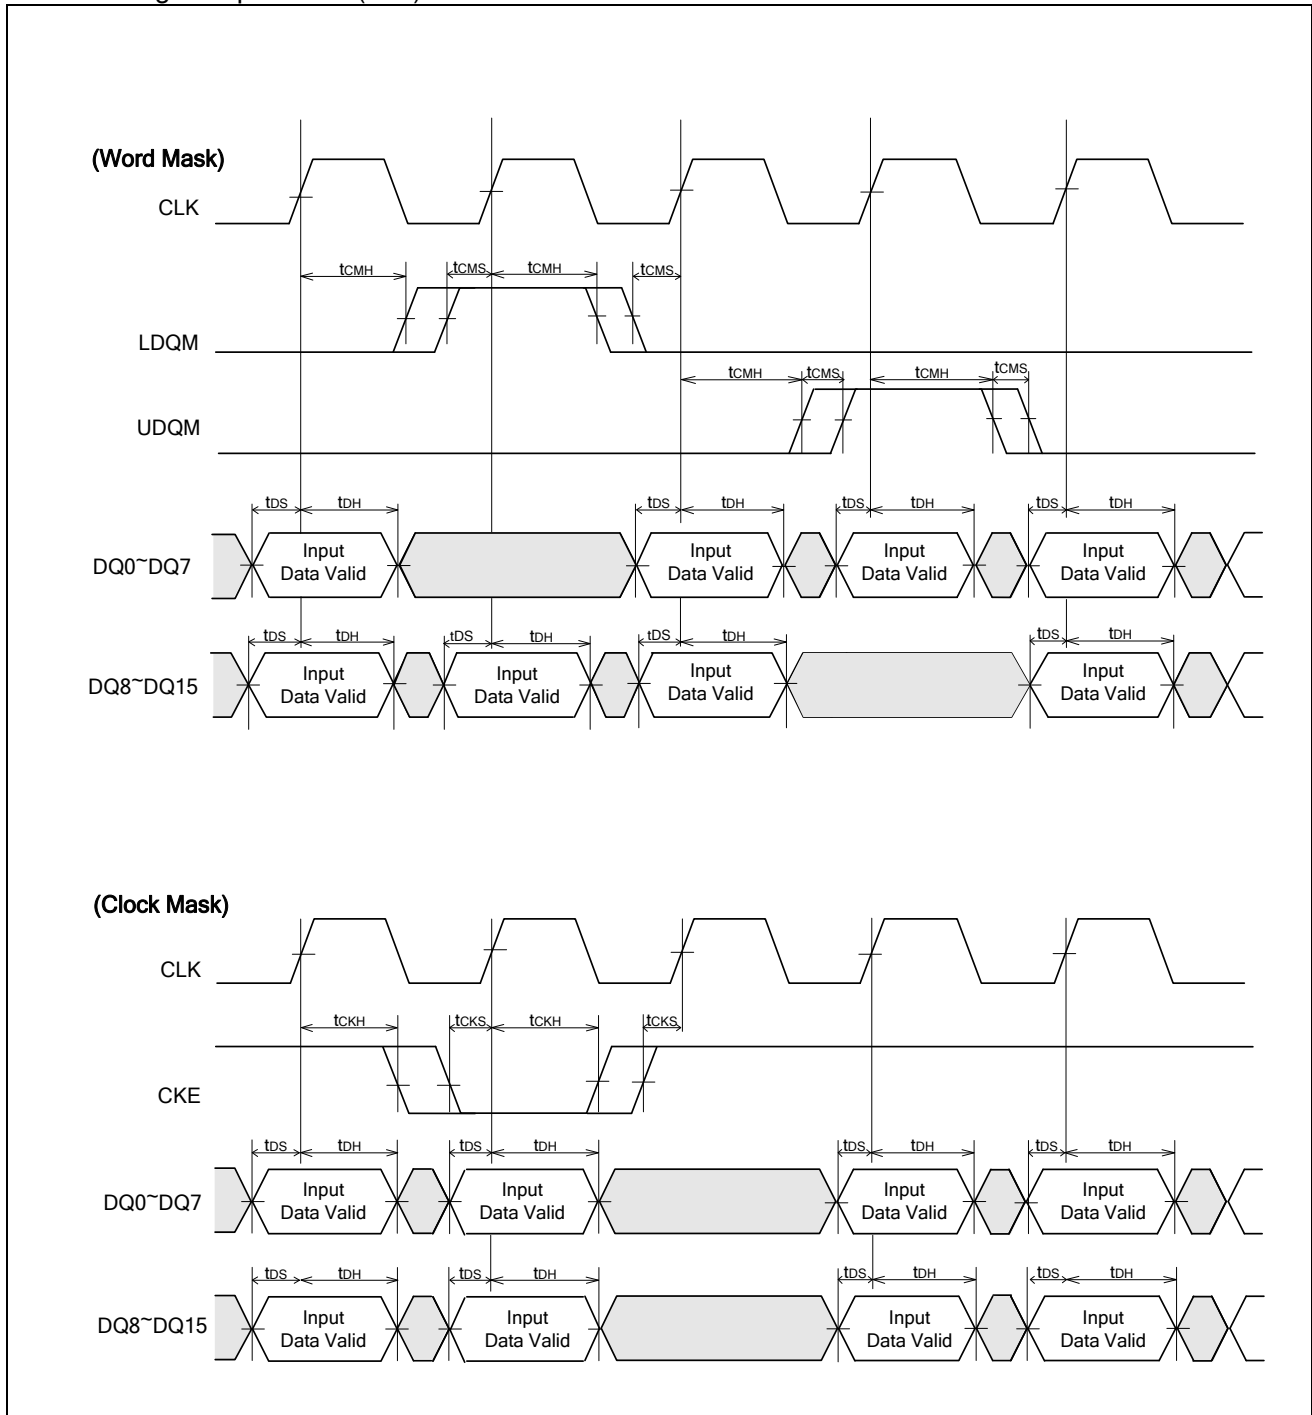 (Word Mask)
CLK
tCMH tCMS tCMH tCMS
LDQM
tCMH tCMS tCMH tCMS
UDQM
tDS tDH tDS tDH tDS tDH tDS tDH
DQ0~DQ7
Input Data Valid
Input Data Valid
Input Data Valid
Input Data Valid
tDS tDH tDS tDH tDS tDH tDS tDH
DQ8~DQ15
Input Data Valid
Input Data Valid
Input Data Valid
Input Data Valid
(Clock Mask)
CLK
tCKH tCKS tCKH tCKS
CKE
tDS tDH tDS tDH tDS tDH tDS tDH
DQ0~DQ7
Input Data Valid
Input Data Valid
Input Data Valid
Input Data Valid
tDS tDH tDS tDH tDS tDH tDS tDH
DQ8~DQ15
Input Data Valid
Input Data Valid
Input Data Valid
Input Data Valid